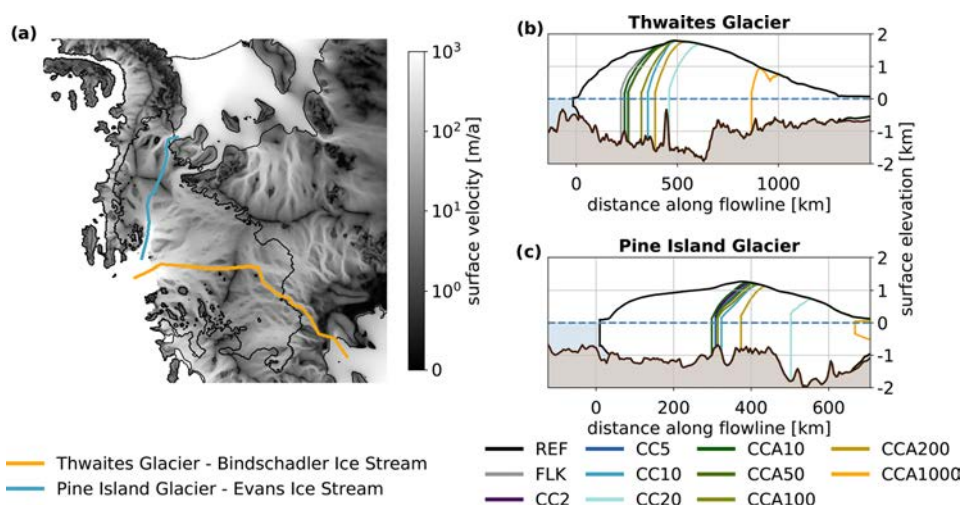 (a)
surface velocity [m/a]
10³
10²
10¹
10⁰
0
Thwaites Glacier - Bindschadler Ice Stream
Pine Island Glacier - Evans Ice Stream
Thwaites Glacier
(b)
2
1
0
-1
-2
0 500 1000
distance along flowline [km]
surface elevation [km]
Pine Island Glacier
(c)
2
1
0
-1
-2
0 200 400 600
distance along flowline [km]
REF CC5 CCA10 CCA200
FLK CC10 CCA50 CCA1000
CC2 CC20 CCA100